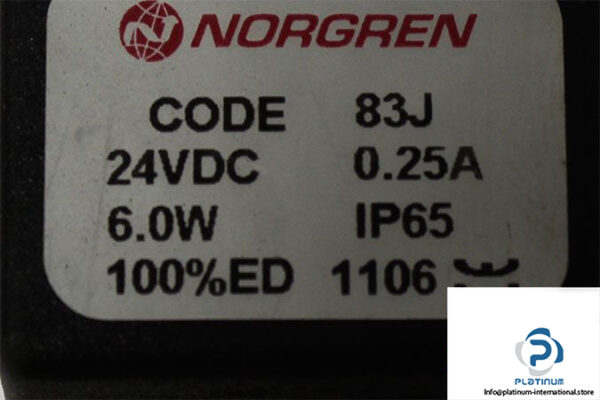 NORGREN
CODE 83J
24VDC 0.25A
6.0W IP65
100%ED 1106
PLATINUM
Info@platinum-international.store